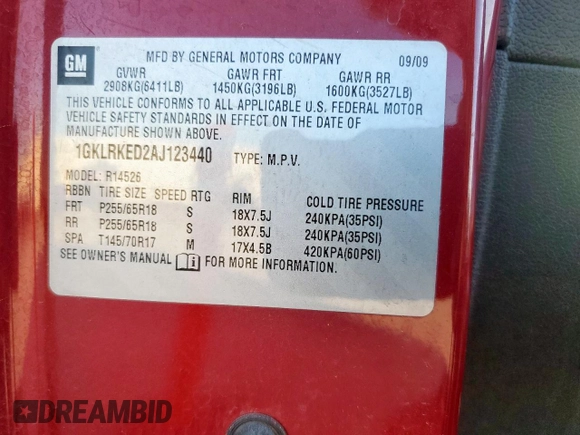 GM
MFD BY GENERAL MOTORS COMPANY 09/09
GVWR GAWR FRT GAWR RR
2908KG(6411LB) 1450KG(3196LB) 1600KG(3527LB)
THIS VEHICLE CONFORMS TO ALL APPLICABLE U.S. FEDERAL MOTOR
VEHICLE SAFETY STANDARDS IN EFFECT ON THE DATE OF
MANUFACTURE SHOWN ABOVE.
1GKLRKED2AJ123440 TYPE: M.P.V.
MODEL: R14526
RBBN TIRE SIZE SPEED RTG RIM COLD TIRE PRESSURE
FRT P255/65R18 S 18X7.5J 240KPA(35PSI)
RR P255/65R18 S 18X7.5J 240KPA(35PSI)
SPA T145/70R17 M 17X4.5B 420KPA(60PSI)
SEE OWNER'S MANUAL FOR MORE INFORMATION.
DREAMBID